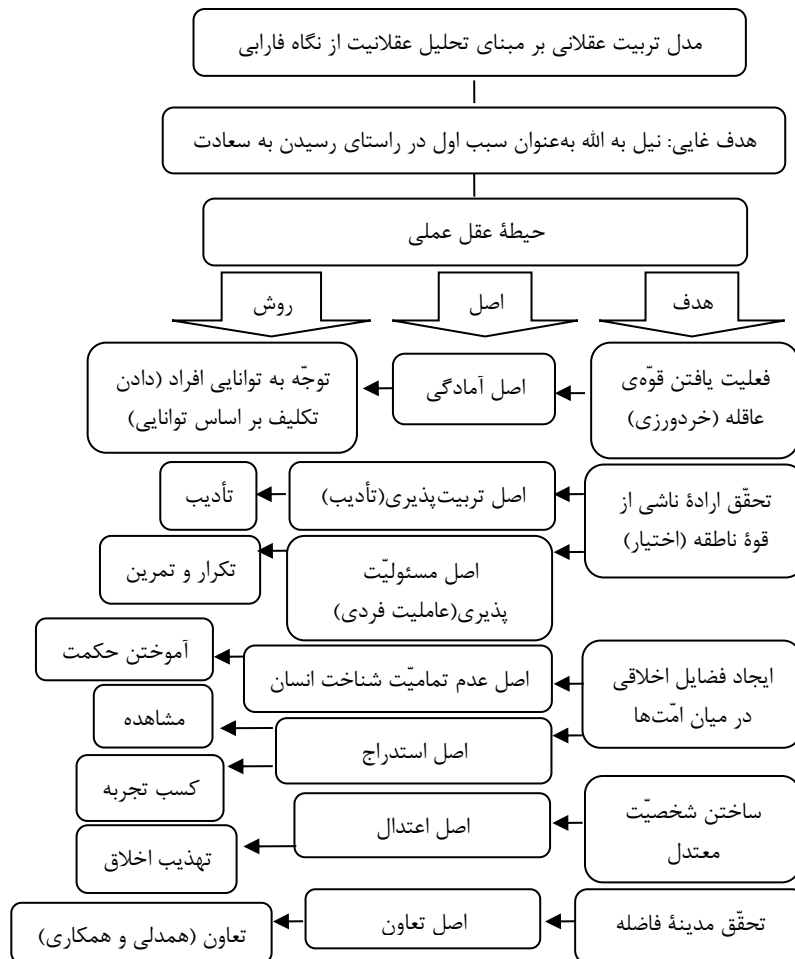 مدل تربیت عقلانی بر مبنای تحلیل عقلانیت از نگاه فارابی
هدف غایی: نیل به الله به‌عنوان سبب اول در راستای رسیدن به سعادت
حیطهٔ عقل عملی
هدف
اصل
روش
فعلیت یافتن قوّه‌ی
عاقله (خردورزی)
اصل آمادگی
توجّه به توانایی افراد (دادن
تکلیف بر اساس توانایی)
تحقّق ارادهٔ ناشی از
قوهٔ ناطقه (اختیار)
اصل تربیت‌پذیری(تأدیب)
تأدیب
اصل مسئولیّت
پذیری(عاملیت فردی)
تکرار و تمرین
ایجاد فضایل اخلاقی
در میان امّت‌ها
اصل عدم تمامیّت شناخت انسان
آموختن حکمت
اصل استدراج
مشاهده
کسب تجربه
ساختن شخصیّت
معتدل
اصل اعتدال
تهذیب اخلاق
تحقّق مدینهٔ فاضله
اصل تعاون
تعاون (همدلی و همکاری)